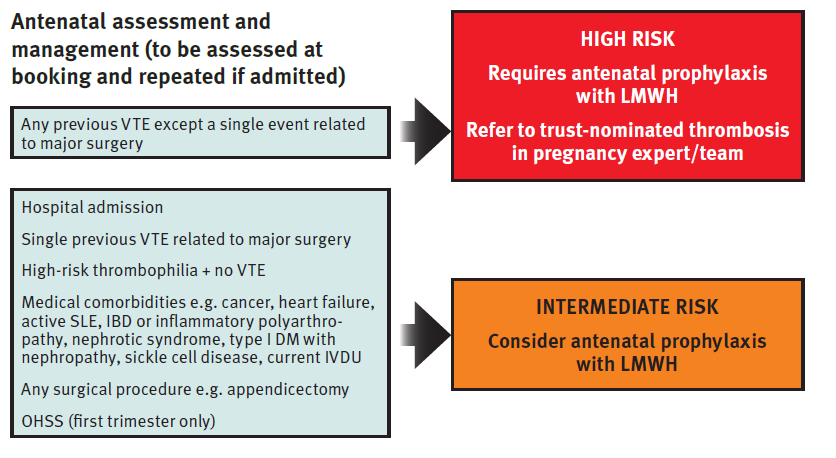 Antenatal assessment and
management (to be assessed at
booking and repeated if admitted)
Any previous VTE except a single event related
to major surgery
HIGH RISK
Requires antenatal prophylaxis
with LMWH
Refer to trust-nominated thrombosis
in pregnancy expert/team
Hospital admission
Single previous VTE related to major surgery
High-risk thrombophilia + no VTE
Medical comorbidities e.g. cancer, heart failure,
active SLE, IBD or inflammatory polyarthro-
pathy, nephrotic syndrome, type I DM with
nephropathy, sickle cell disease, current IVDU
Any surgical procedure e.g. appendicectomy
OHSS (first trimester only)
INTERMEDIATE RISK
Consider antenatal prophylaxis
with LMWH